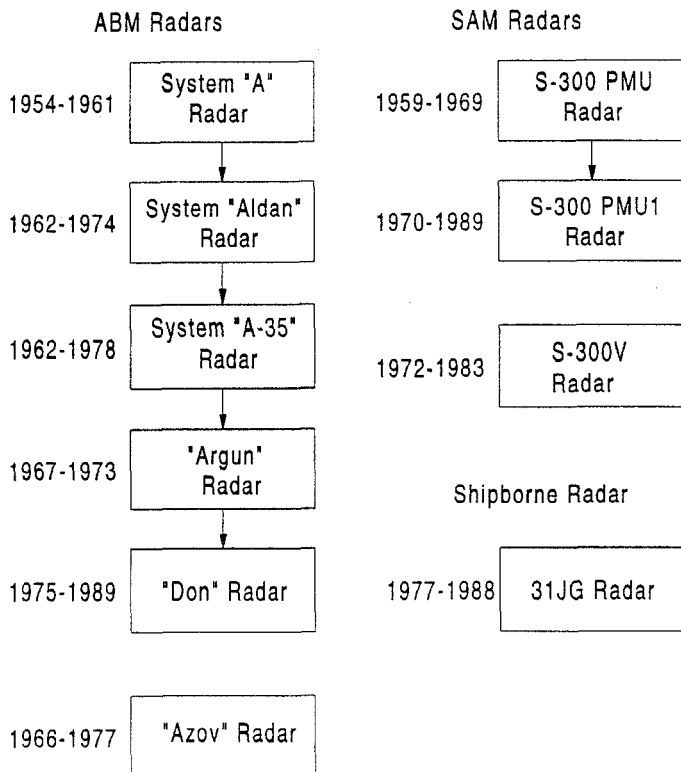 ABM Radars
1954-1961
System "A"
Radar
1962-1974
System "Aldan"
Radar
1962-1978
System "A-35"
Radar
1967-1973
"Argun"
Radar
1975-1989
"Don" Radar
1966-1977
"Azov" Radar
SAM Radars
1959-1969
S-300 PMU
Radar
1970-1989
S-300 PMU1
Radar
1972-1983
S-300V
Radar
Shipborne Radar
1977-1988
31JG Radar